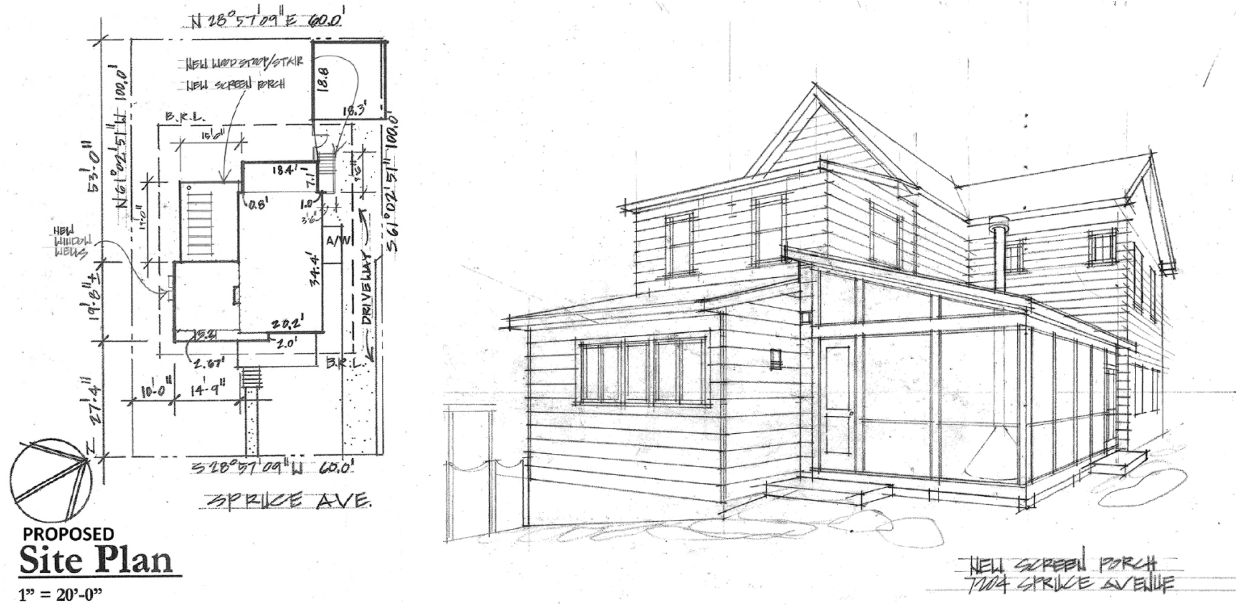 N 28°57'09" E 60.0'
NEW WOOD STOOP/STAIR
NEW SCREEN PORCH
18.8
18.3'
B.R.L.
15'6"
N 61°02'51" W 100.0'
S 61°02'51" 100.0'
53'-0"
18.4'
7.1'
0.8'
1.0'
3'6"
NEW
WINDOW
WELLS
A/W
34.4'
DRIVEWAY
19'-8"±
20.2'
2.0'
2.67'
B.R.L.
10'-0"
14'-9"
27'-4"
S 28°57'09" W 60.0'
SPRUCE AVE.
PROPOSED
Site Plan
1" = 20'-0"
NEW SCREEN PORCH
7204 SPRUCE AVENUE